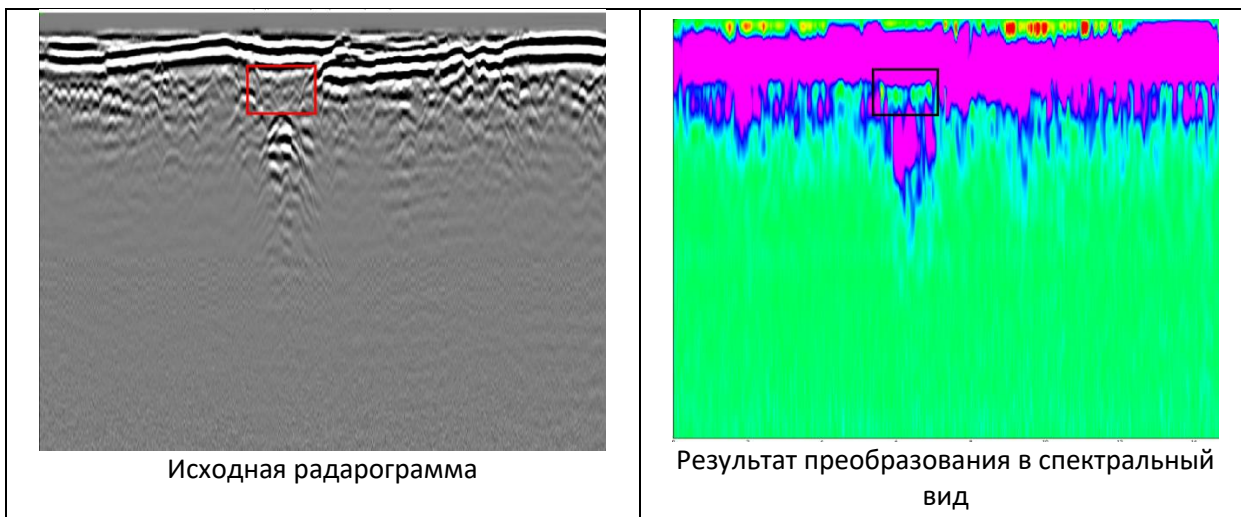 Исходная радарограмма
Результат преобразования в спектральный
вид